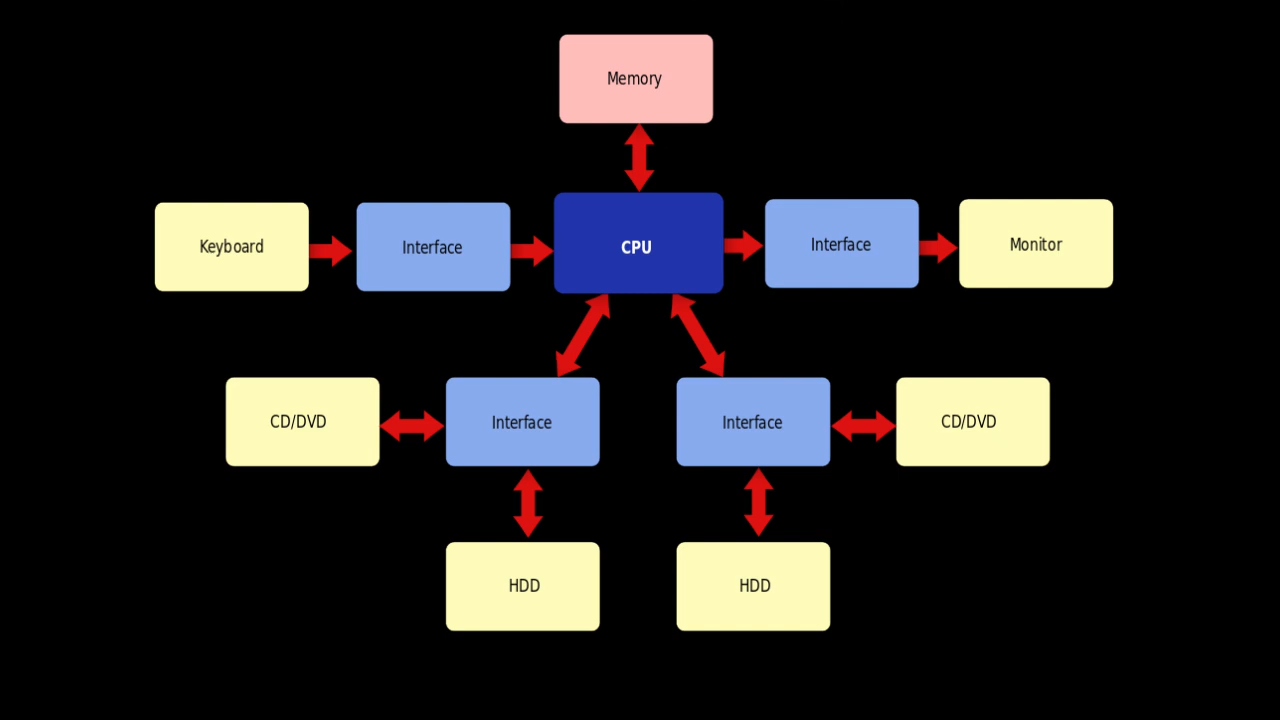 Memory
Keyboard
Interface
CPU
Interface
Monitor
CD/DVD
Interface
Interface
CD/DVD
HDD
HDD